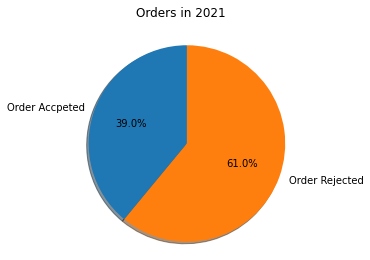 Orders in 2021
Order Accpeted
39.0%
61.0%
Order Rejected